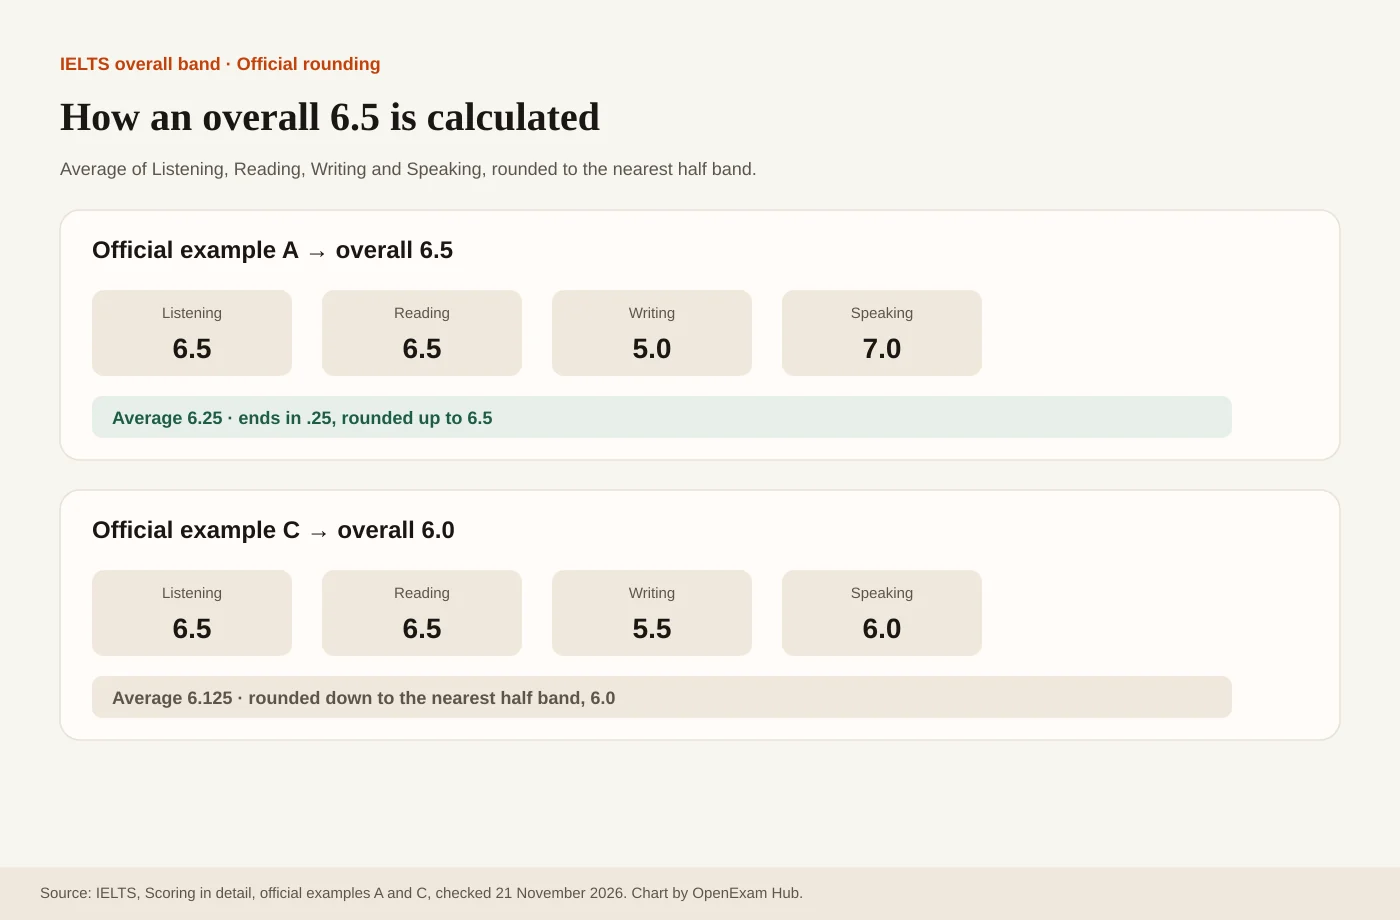 IELTS overall band · Official rounding
How an overall 6.5 is calculated
Average of Listening, Reading, Writing and Speaking, rounded to the nearest half band.
Official example A → overall 6.5
Listening Reading Writing Speaking
6.5 6.5 5.0 7.0
Average 6.25 · ends in .25, rounded up to 6.5
Official example C → overall 6.0
Listening Reading Writing Speaking
6.5 6.5 5.5 6.0
Average 6.125 · rounded down to the nearest half band, 6.0
Source: IELTS, Scoring in detail, official examples A and C, checked 21 November 2026. Chart by OpenExam Hub.